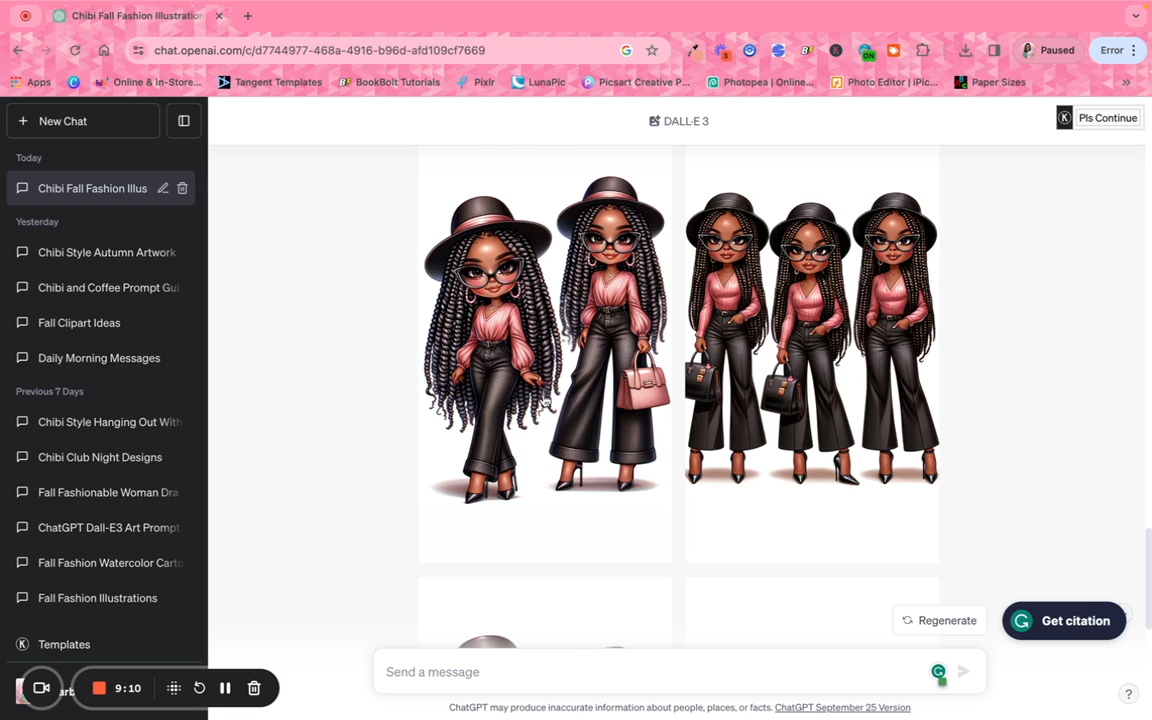 Chibi Fall Fashion Illustration
chat.openai.com/c/d7744977-468a-4916-b96d-afd109cf7669
3
ON
Paused
Error
Apps
Online & In-Store...
Tangent Templates
BookBolt Tutorials
Pixlr
LunaPic
Picsart Creative P...
Photopea | Online...
Photo Editor | iPic...
Paper Sizes
New Chat
DALL·E 3
K
Pls Continue
Today
Chibi Fall Fashion Illus
Yesterday
Chibi Style Autumn Artwork
Chibi and Coffee Prompt Gui
Fall Clipart Ideas
Daily Morning Messages
Previous 7 Days
Chibi Style Hanging Out With
Chibi Club Night Designs
Fall Fashionable Woman Dra
ChatGPT Dall-E3 Art Prompt
Fall Fashion Watercolor Carto
Fall Fashion Illustrations
K
Templates
Regenerate
Get citation
Send a message
9:10
ChatGPT may produce inaccurate information about people, places, or facts. ChatGPT September 25 Version
?